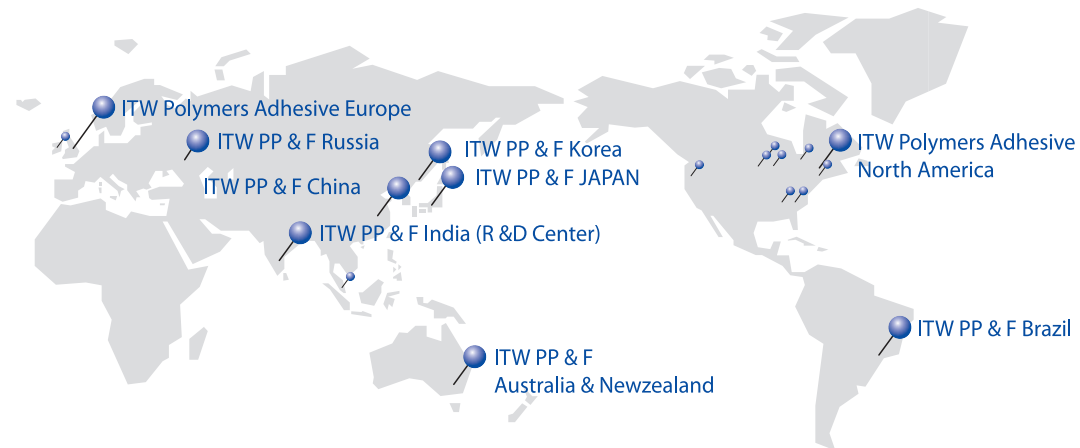 ITW Polymers Adhesive Europe
ITW PP & F Russia
ITW PP & F Korea
ITW Polymers Adhesive
North America
ITW PP & F JAPAN
ITW PP & F China
ITW PP & F India (R &D Center)
ITW PP & F Brazil
ITW PP & F
Australia & Newzealand